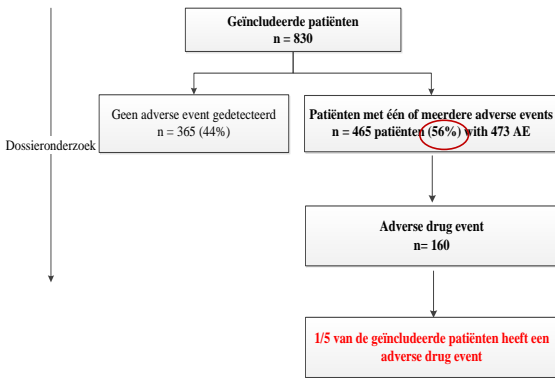 Geïncludeerde patiënten
n = 830
Geen adverse event gedetecteerd
n = 365 (44%)
Patiënten met één of meerdere adverse events
n = 465 patiënten (56%) with 473 AE
Dossieronderzoek
Adverse drug event
n= 160
1/5 van de geïncludeerde patiënten heeft een
adverse drug event